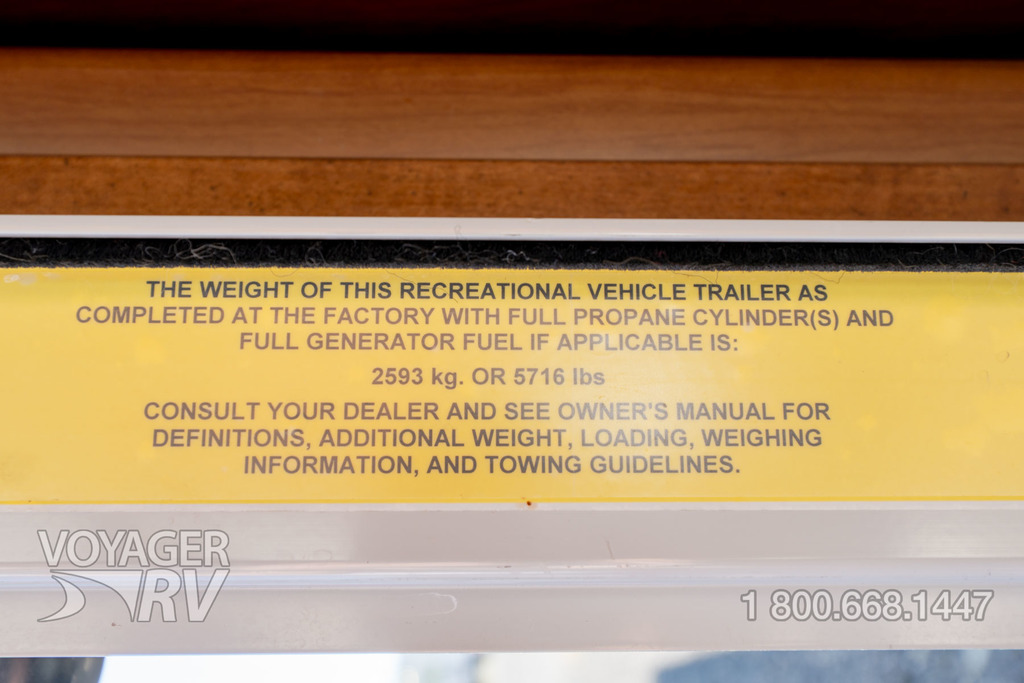 THE WEIGHT OF THIS RECREATIONAL VEHICLE TRAILER AS
COMPLETED AT THE FACTORY WITH FULL PROPANE CYLINDER(S) AND
FULL GENERATOR FUEL IF APPLICABLE IS:
2593 kg. OR 5716 lbs
CONSULT YOUR DEALER AND SEE OWNER'S MANUAL FOR
DEFINITIONS, ADDITIONAL WEIGHT, LOADING, WEIGHING
INFORMATION, AND TOWING GUIDELINES.
VOYAGER
RV
1 800.668.1447